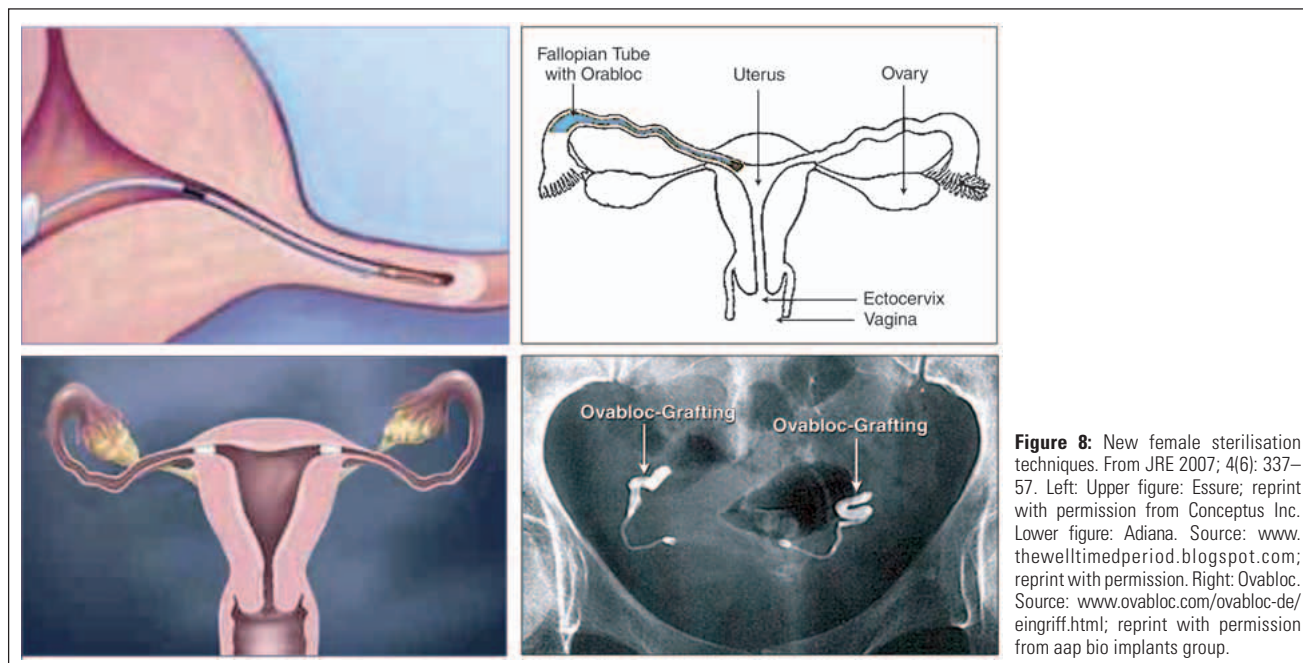 Fallopian Tube
with Orabloc
Uterus
Ovary
Ectocervix
Vagina
Ovabloc-Grafting
Ovabloc-Grafting
Figure 8: New female sterilisation
techniques. From JRE 2007; 4(6): 337–
57. Left: Upper figure: Essure; reprint
with permission from Conceptus Inc.
Lower figure: Adiana. Source: www.
thewelltimedperiod.blogspot.com;
reprint with permission. Right: Ovabloc.
Source: www.ovabloc.com/ovabloc-de/
eingriff.html; reprint with permission
from aap bio implants group.